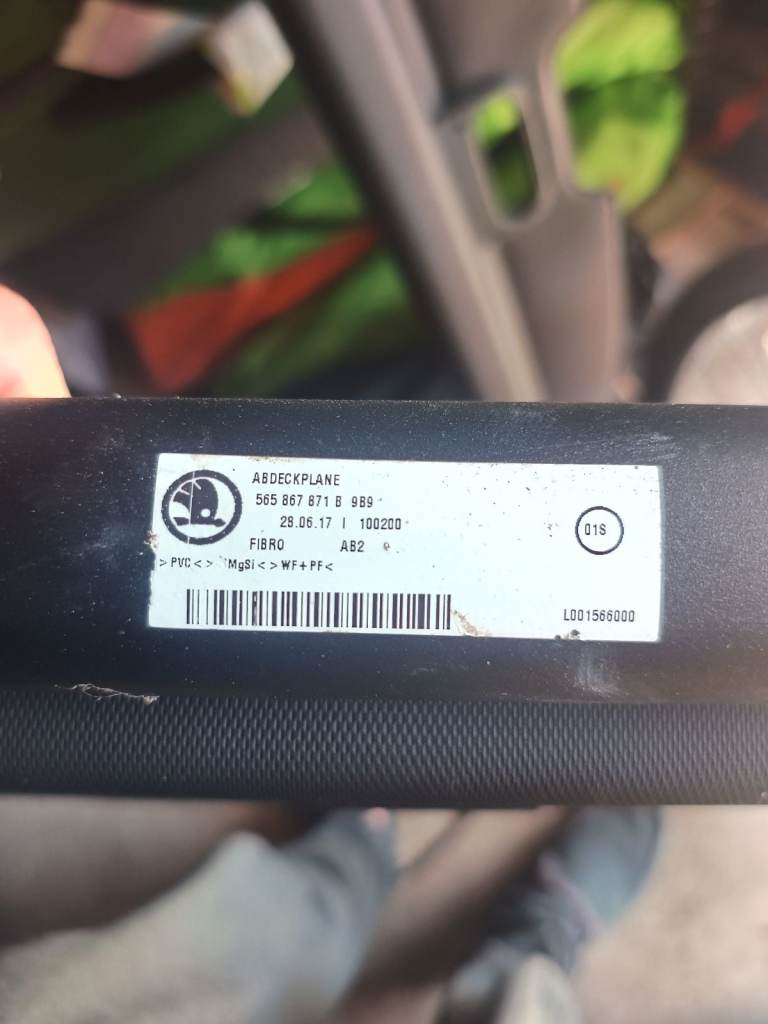 ABDECKPLANE
565 867 871 B 9B9
28.06.17 I 100200
FIBRO AB2
>PVC<> MgSi<>WF+PF<
01S
L001566000